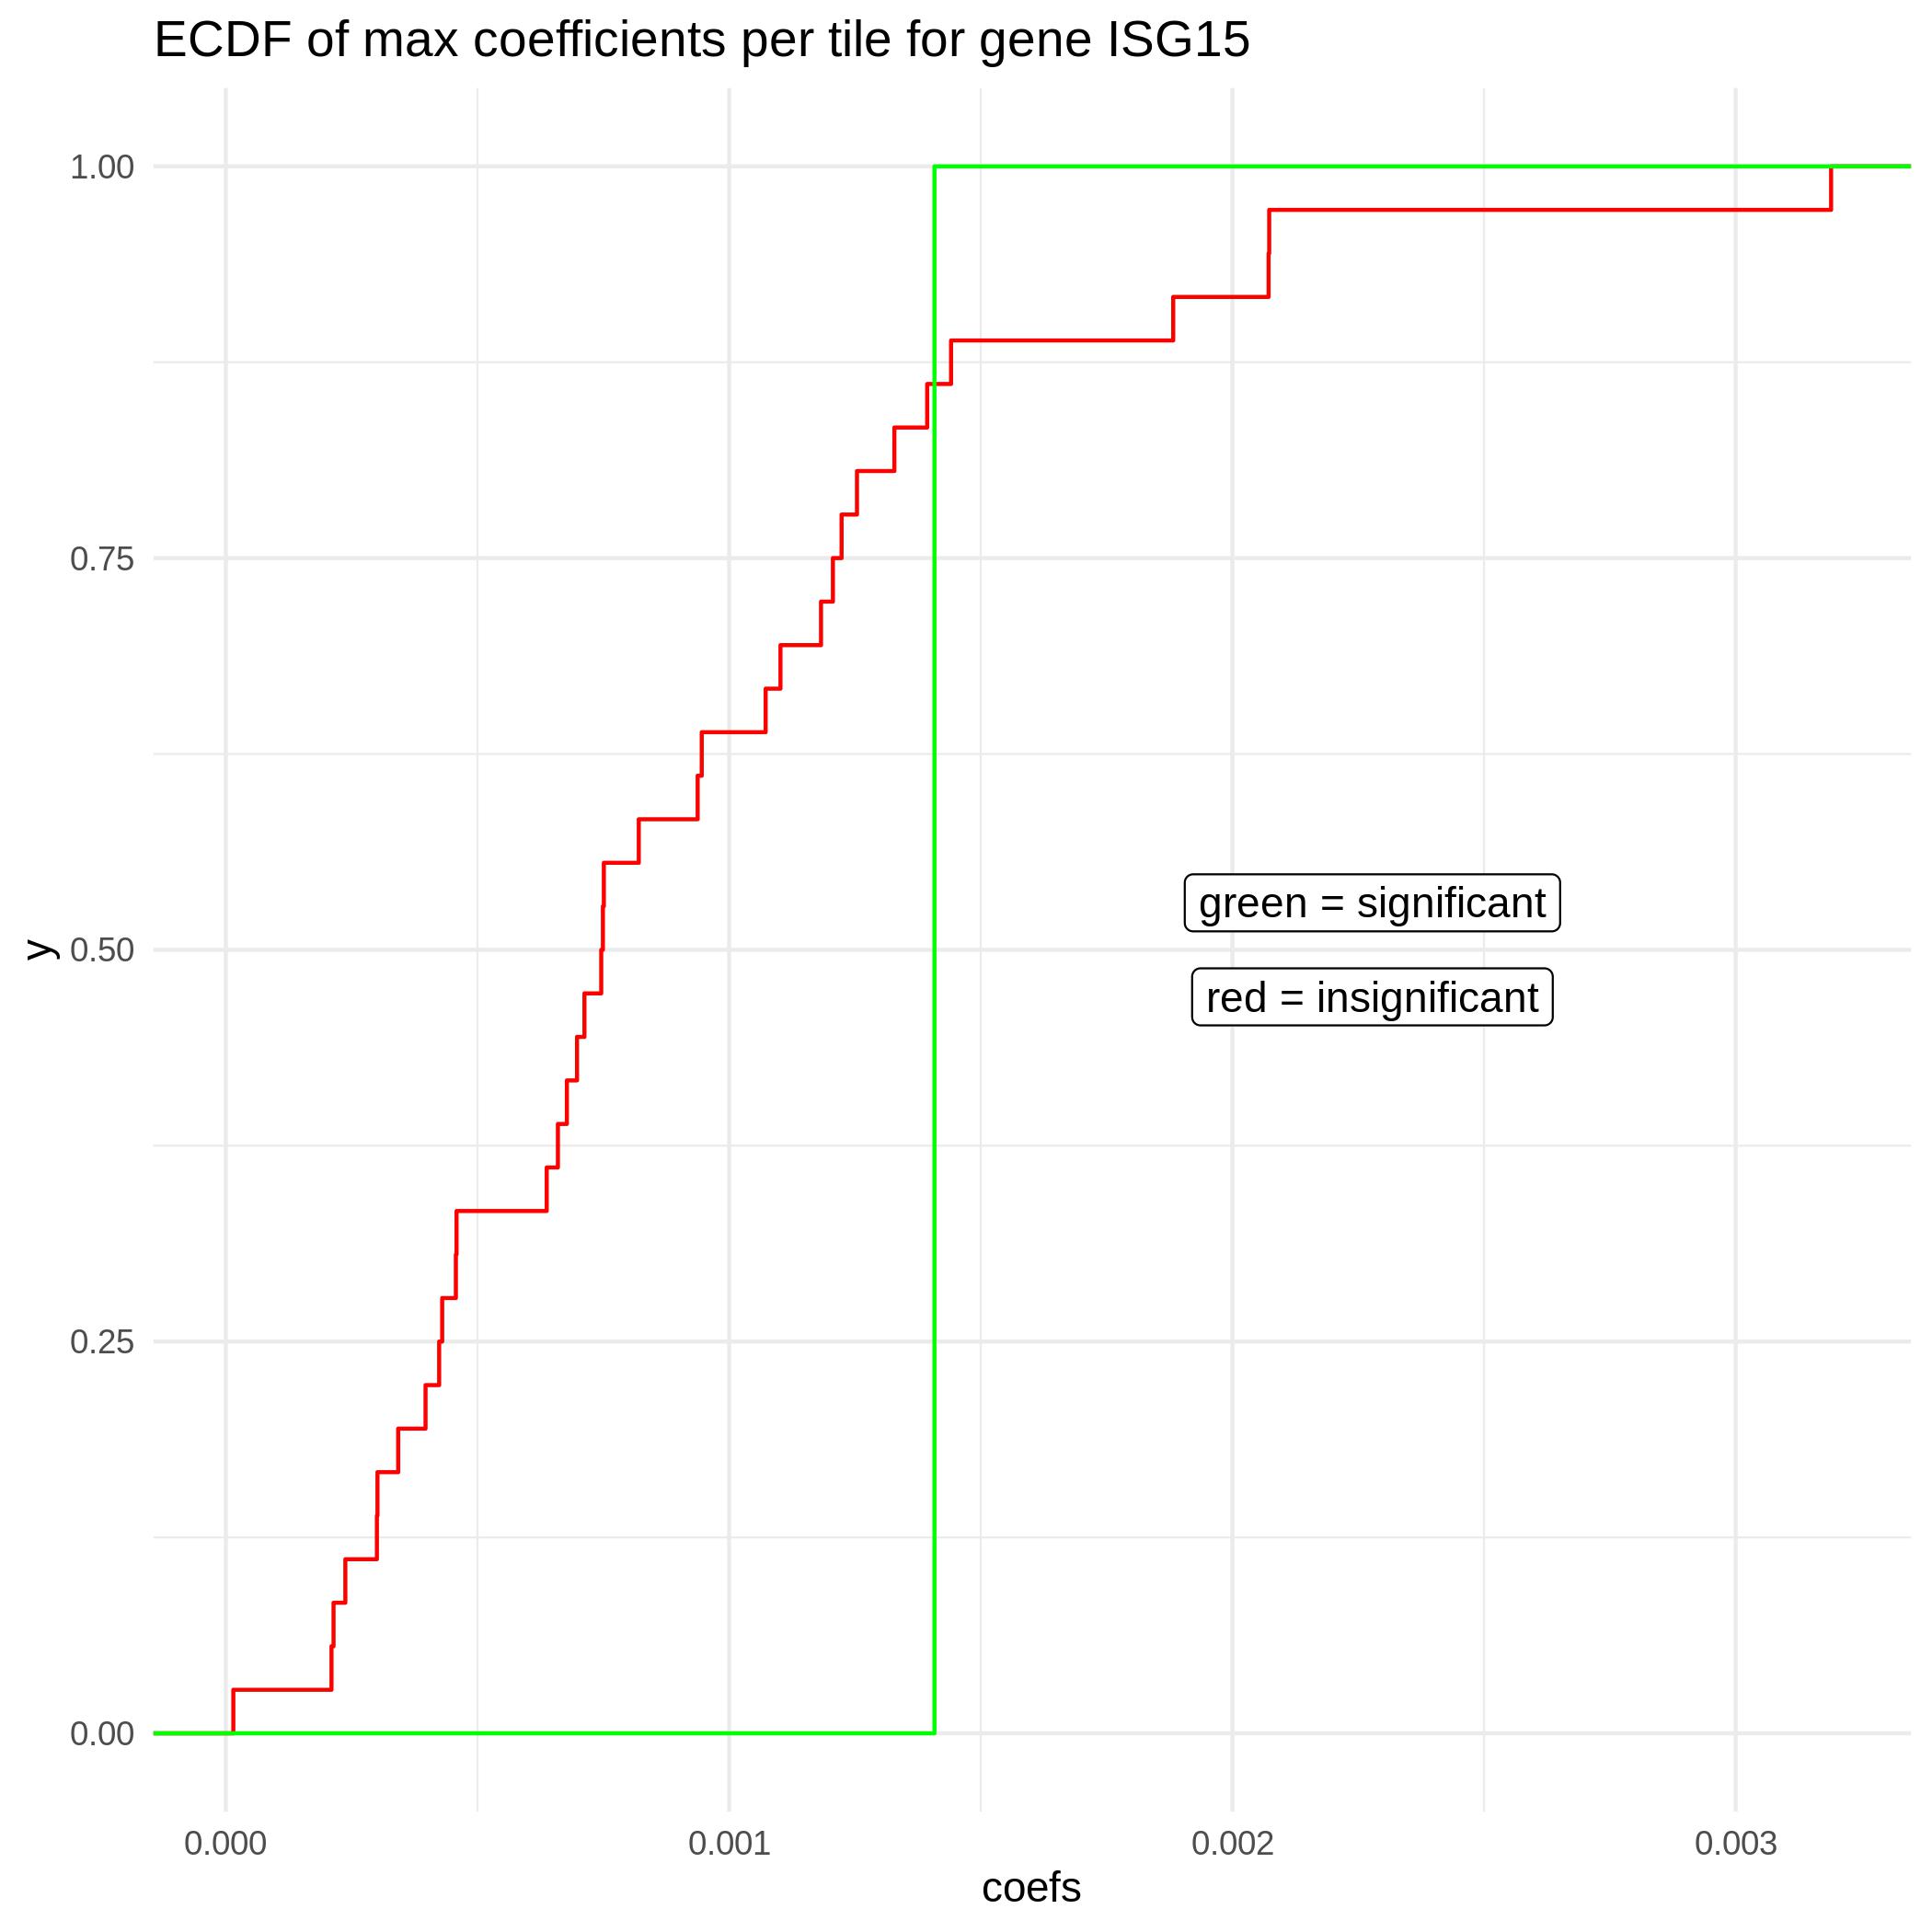 ECDF of max coefficients per tile for gene ISG15
1.00
0.75
0.50
0.25
0.00
y
green = significant
red = insignificant
0.000 0.001 0.002 0.003
coefs